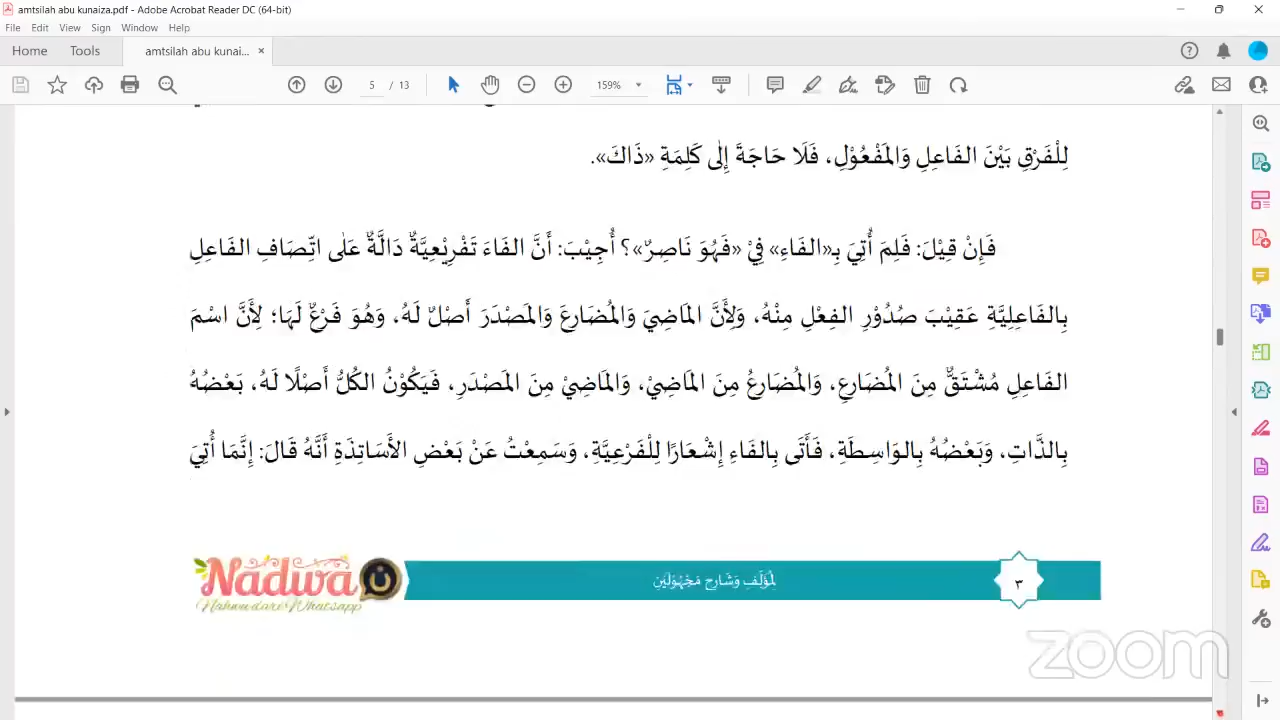 amtsilah abu kunaiza.pdf - Adobe Acrobat Reader DC (64-bit)
File Edit View Sign Window Help
Home Tools amtsilah abu kunai... ×
5 / 13 159%
لِلْفَرْقِ بَيْنَ الفَاعِلِ وَالمَفْعُوْلِ، فَلَا حَاجَةَ إِلٰى كَلِمَةِ «ذَاكَ».
فَإِنْ قِيْلَ: فَلِمَ أُتِيَ بِـ«الفَاءِ» فِيْ «فَهُوَ نَاصِرٌ»؟ أُجِيْبَ: أَنَّ الفَاءَ تَفْرِيْعِيَّةٌ دَالَّةٌ عَلٰى اتِّصَافِ الفَاعِلِ
بِالفَاعِلِيَّةِ عَقِيْبَ صُدُوْرِ الفِعْلِ مِنْهُ، وَلِأَنَّ المَاضِيَ وَالمُضَارِعَ وَالمَصْدَرَ أَصْلٌ لَهُ، وَهُوَ فَرْعٌ لَهَا؛ لِأَنَّ اسْمَ
الفَاعِلِ مُشْتَقٌّ مِنَ المُضَارِعِ، وَالمُضَارِعُ مِنَ المَاضِيْ، وَالمَاضِيْ مِنَ المَصْدَرِ، فَيَكُوْنُ الكُلُّ أَصْلًا لَهُ، بَعْضُهُ
بِالذَّاتِ، وَبَعْضُهُ بِالوَاسِطَةِ، فَأَتَى بِالفَاءِ إِشْعَارًا لِلْفَرْعِيَّةِ، وَسَمِعْتُ عَنْ بَعْضِ الأَسَاتِذَةِ أَنَّهُ قَالَ: إِنَّمَا أُتِيَ
٣ لِمُؤَلِّفٍ وَشَارِحٍ مَجْهُوْلَيْنِ Nadwa
Nahwu dari Whatsapp
zoom